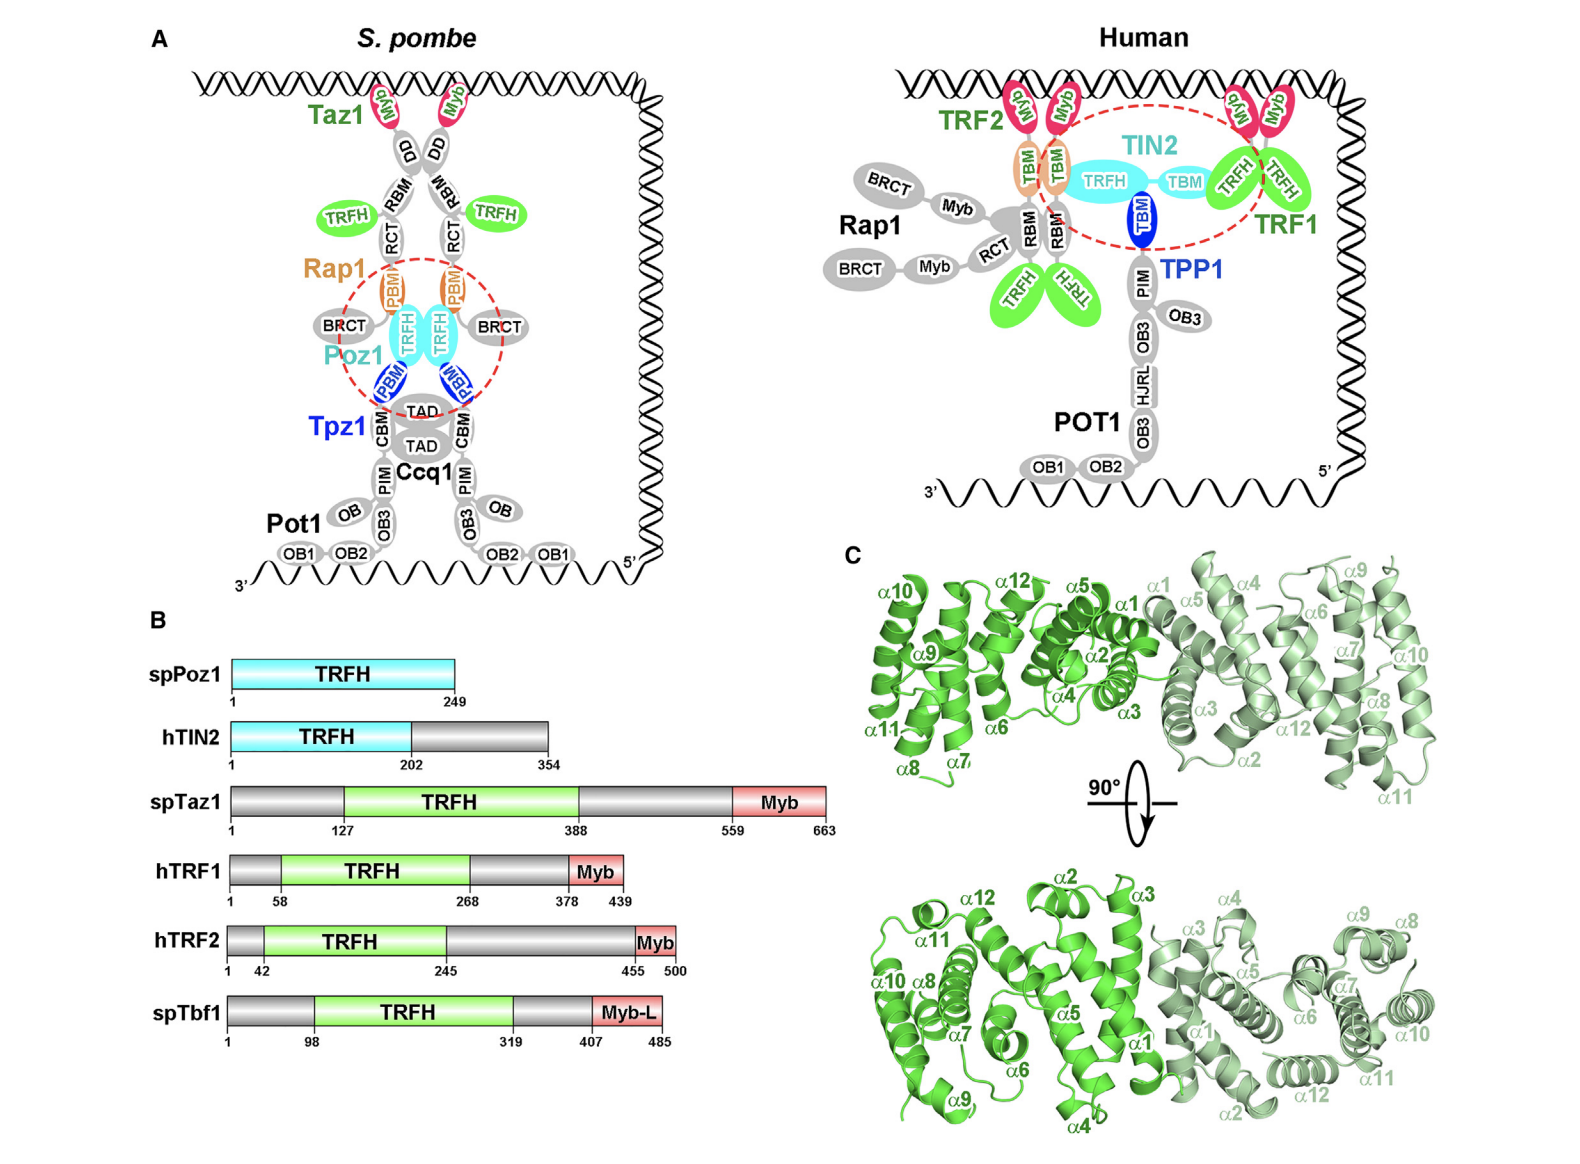 A
S. pombe
Myb
Myb
Taz1
DD
DD
RBM
RBM
TRFH
TRFH
RCT
RCT
Rap1
PBM
PBM
BRCT
BRCT
TRFH
TRFH
Poz1
PBM
PBM
TAD
Tpz1
CBM
CBM
TAD
Ccq1
PIM
PIM
OB
OB
Pot1
OB3
OB3
OB1
OB2
OB2
OB1
5’
3’
Human
Myb
Myb
Myb
Myb
TRF2
TIN2
TBM
TBM
TRFH
TBM
TRFH
TRFH
BRCT
Myb
Rap1
RBM
RBM
TBM
TRF1
RCT
BRCT
Myb
TPP1
TRFH
TRFH
PIM
OB3
OB3
HJRL
POT1
OB3
OB1
OB2
5’
3’
B
spPoz1
TRFH
1
249
hTIN2
TRFH
1
202
354
spTaz1
TRFH
Myb
1
127
388
559
663
hTRF1
TRFH
Myb
1
58
268
378
439
hTRF2
TRFH
Myb
1
42
245
455
500
spTbf1
TRFH
Myb-L
1
98
319
407
485
C
α10
α12
α5
α1
α9
α2
α4
α3
α11
α6
α8
α7
α1
α5
α4
α9
α6
α7
α10
α3
α8
α12
α2
α11
90°
α12
α2
α3
α11
α10
α8
α7
α5
α6
α1
α9
α4
α4
α9
α8
α3
α5
α7
α6
α10
α1
α11
α12
α2